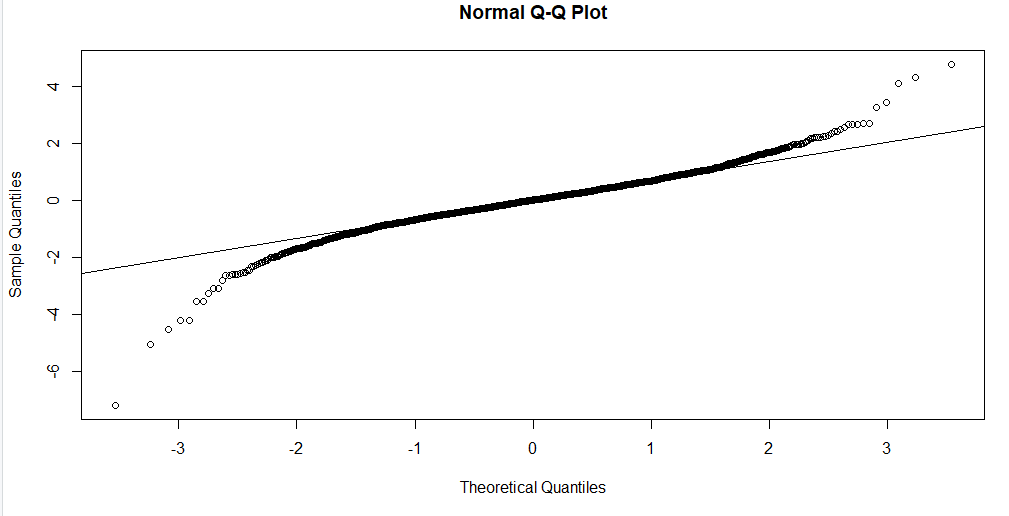 Normal Q-Q Plot
Sample Quantiles
4
2
0
-2
-4
-6
-3 -2 -1 0 1 2 3
Theoretical Quantiles